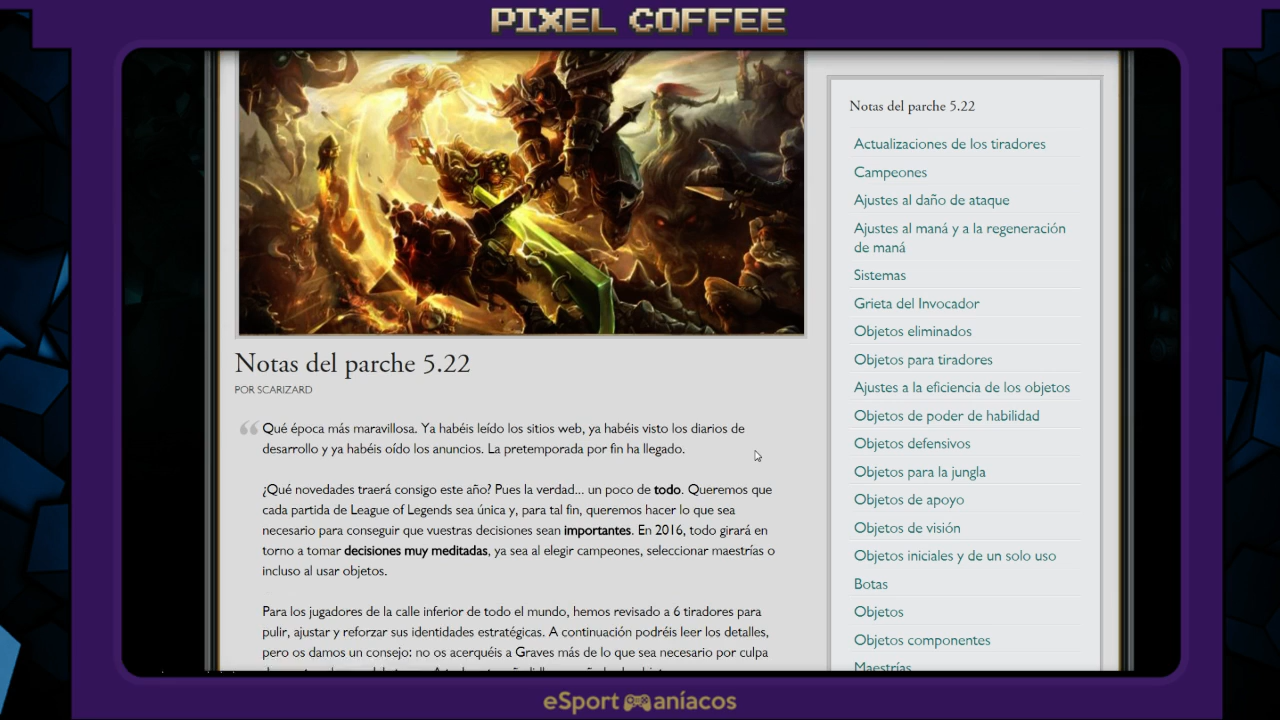 PIXEL COFFEE
Notas del parche 5.22
POR SCARIZARD
Qué época más maravillosa. Ya habéis leído los sitios web, ya habéis visto los diarios de
desarrollo y ya habéis oído los anuncios. La pretemporada por fin ha llegado.
¿Qué novedades traerá consigo este año? Pues la verdad... un poco de todo. Queremos que
cada partida de League of Legends sea única y, para tal fin, queremos hacer lo que sea
necesario para conseguir que vuestras decisiones sean importantes. En 2016, todo girará en
torno a tomar decisiones muy meditadas, ya sea al elegir campeones, seleccionar maestrías o
incluso al usar objetos.
Para los jugadores de la calle inferior de todo el mundo, hemos revisado a 6 tiradores para
pulir, ajustar y reforzar sus identidades estratégicas. A continuación podréis leer los detalles,
pero os damos un consejo: no os acerquéis a Graves más de lo que sea necesario por culpa
Notas del parche 5.22
Actualizaciones de los tiradores
Campeones
Ajustes al daño de ataque
Ajustes al maná y a la regeneración
de maná
Sistemas
Grieta del Invocador
Objetos eliminados
Objetos para tiradores
Ajustes a la eficiencia de los objetos
Objetos de poder de habilidad
Objetos defensivos
Objetos para la jungla
Objetos de apoyo
Objetos de visión
Objetos iniciales y de un solo uso
Botas
Objetos
Objetos componentes
Maestrías
eSport maníacos